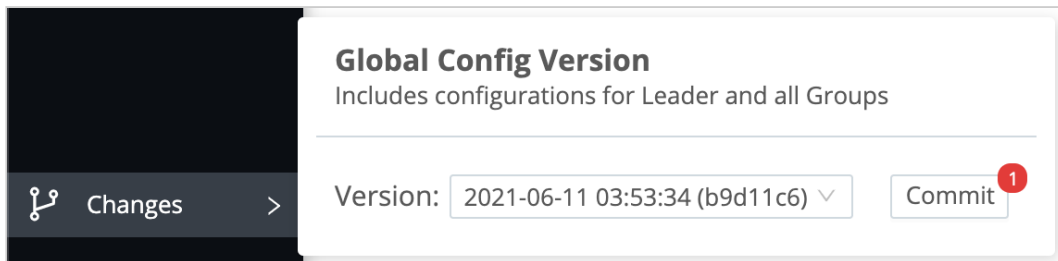 Global Config Version
Includes configurations for Leader and all Groups
Changes
Version: 2021-06-11 03:53:34 (b9d11c6) Commit 1